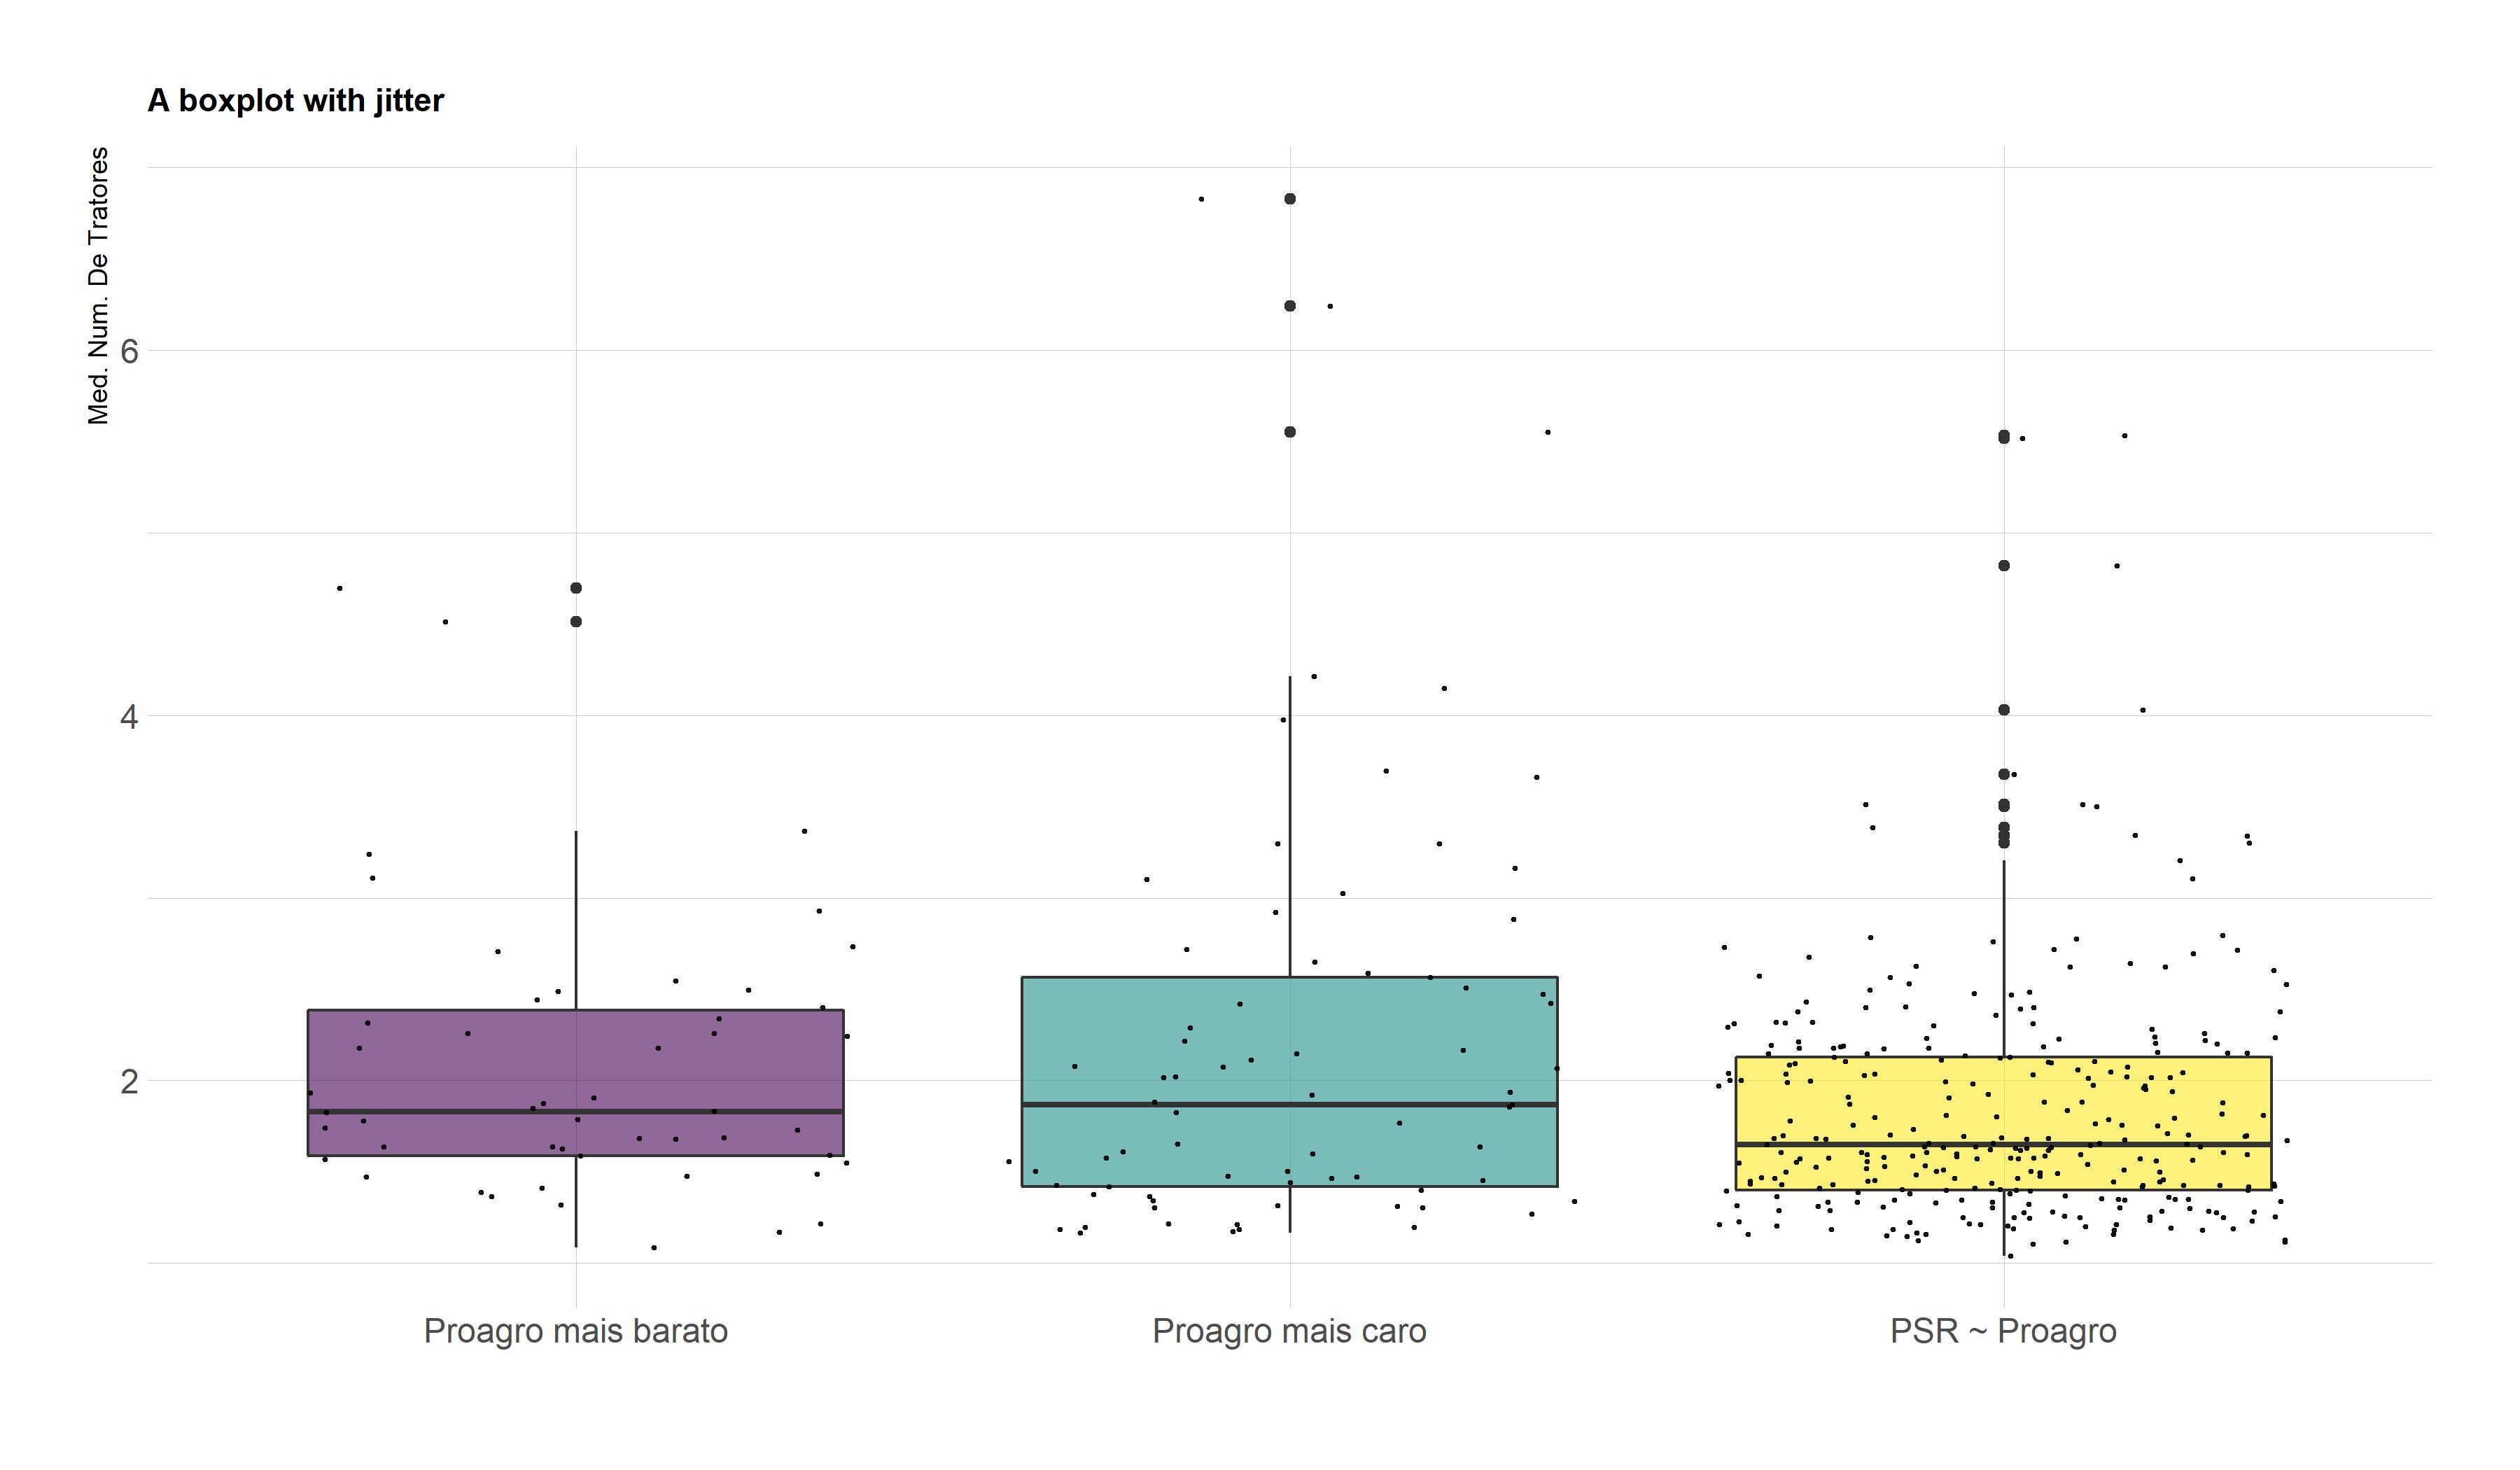 A boxplot with jitter
Med. Num. De Tratores
6
4
2
Proagro mais barato
Proagro mais caro
PSR ~ Proagro